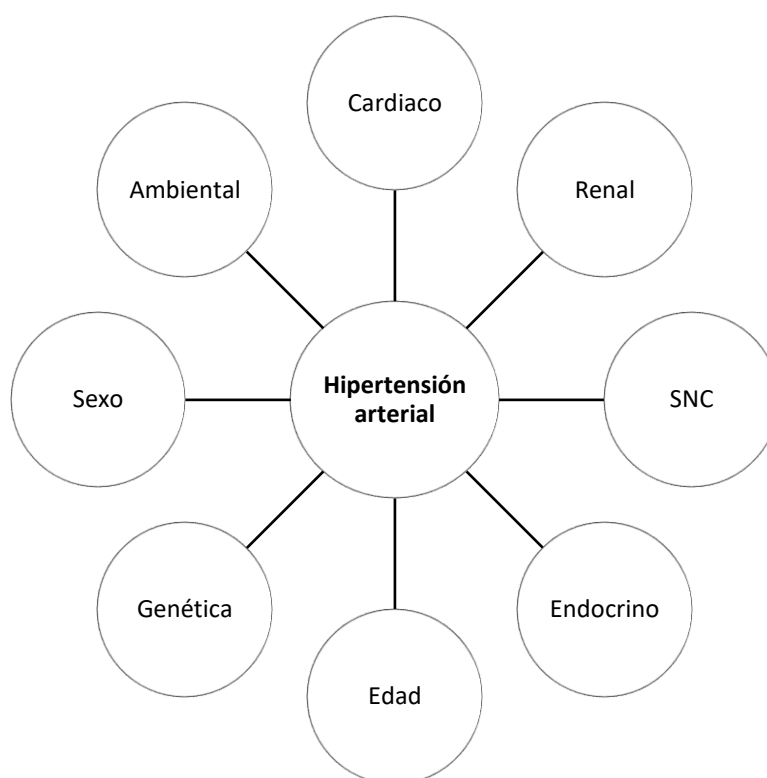 Cardiaco
Ambiental
Renal
Sexo
Hipertensión
arterial
SNC
Genética
Endocrino
Edad